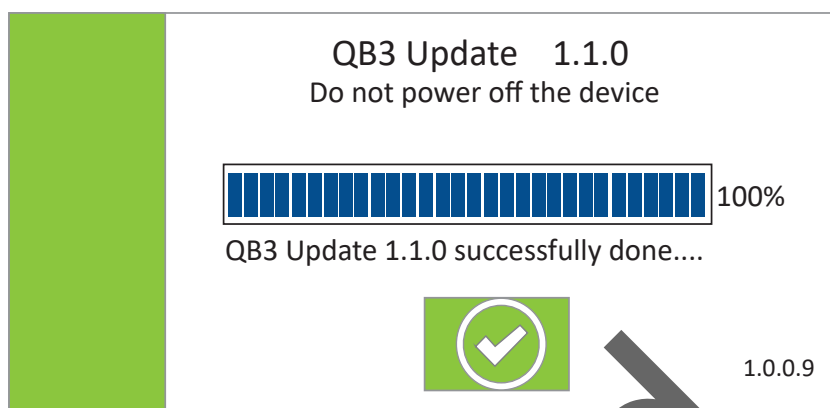 QB3 Update 1.1.0
Do not power off the device
100%
QB3 Update 1.1.0 successfully done....
1.0.0.9